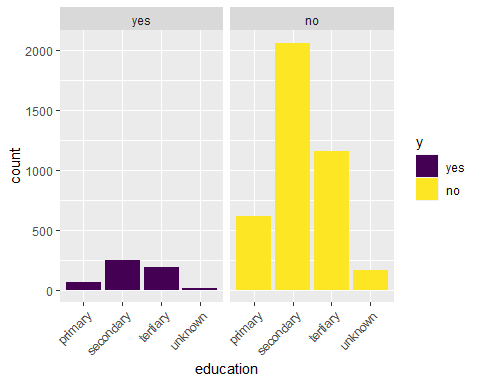 yes no
2000
1500
1000
500
0
count
primary secondary tertiary unknown primary secondary tertiary unknown
education
y
yes
no